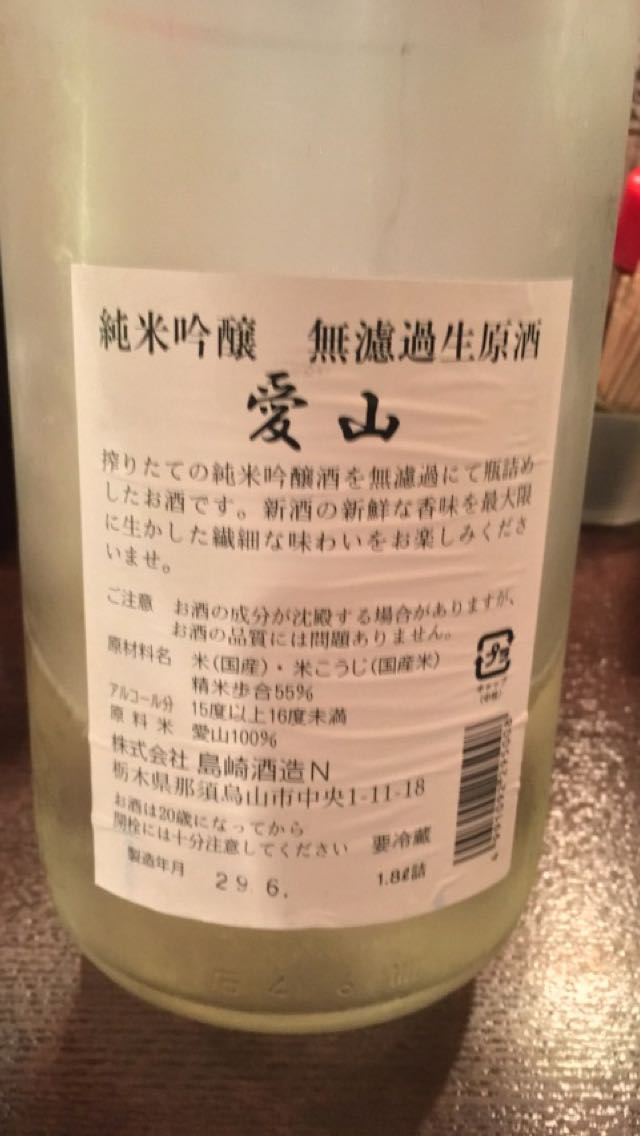 純米吟醸 無濾過生原酒
愛山
搾りたての純米吟醸酒を無濾過にて瓶詰め
したお酒です。新酒の新鮮な香味を最大限
に生かした繊細な味わいをお楽しみくださ
いませ。
ご注意 お酒の成分が沈殿する場合がありますが、
お酒の品質には問題ありません。
原材料名 米(国産)・米こうじ(国産米)
精米歩合55%
アルコール分 15度以上16度未満
原料米 愛山100%
株式会社 島崎酒造N
栃木県那須烏山市中央1-11-18
お酒は20歳になってから
開栓には十分注意してください 要冷蔵
製造年月 29.6. 1.8ℓ詰
プラ
キャップ